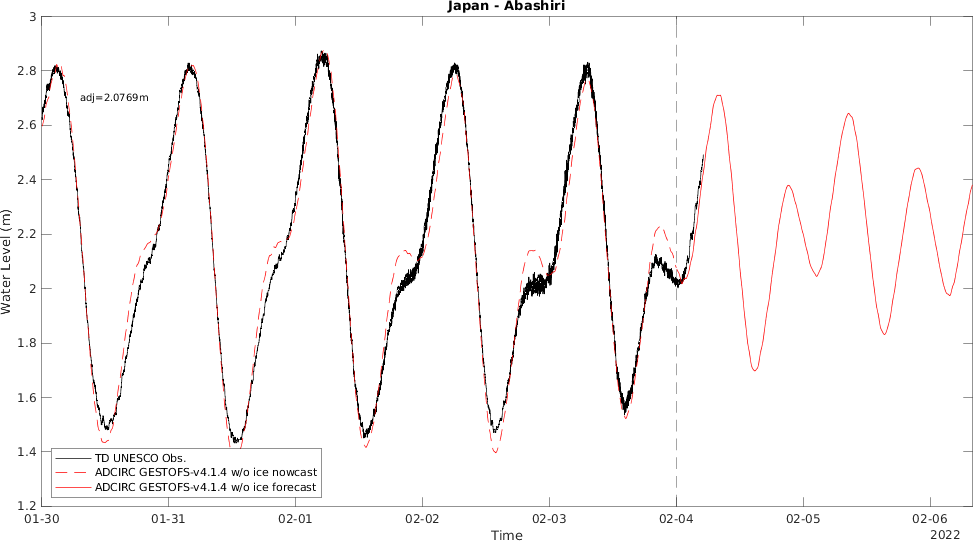 Japan - Abashiri
3
2.8
adj=2.0769m
2.6
2.4
2.2
Water Level (m)
2
1.8
1.6
1.4
TD UNESCO Obs.
ADCIRC GESTOFS-v4.1.4 w/o ice nowcast
ADCIRC GESTOFS-v4.1.4 w/o ice forecast
1.2
01-30 01-31 02-01 02-02 02-03 02-04 02-05 02-06
Time
2022